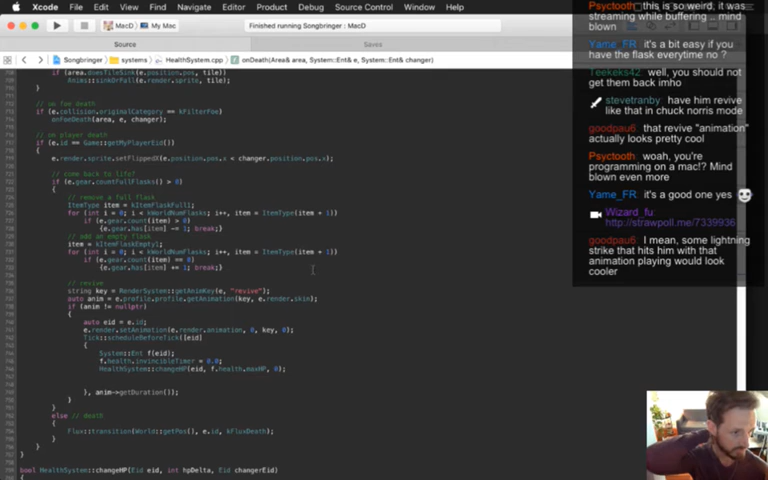 Xcode File Edit View Find Navigate Editor Product Debug Source Control Window Help
MacD My Mac
Finished running Songbringer : MacD
Source
Saves
Songbringer systems HealthSystem.cpp onDeath(Area& area, System::Ent& e, System::Ent& changer)
if (area.doesTileSink(e.position.pos, tile))
Anims::sinkOrFall(e.render.sprite, tile);
}
// on foe death
if (e.collision.originalCategory == kFilterFoe)
onFoeDeath(area, e, changer);
// on player death
if (e.id == Game::getMyPlayerEid())
{
e.render.sprite->setFlippedX(e.position.pos.x < changer.position.pos.x);
// come back to life?
if (e.gear.countFullFlasks() > 0)
{
// remove a full flask
ItemType item = kItemFlaskFull1;
for (int i = 0; i < kWorldNumFlasks; i++, item = ItemType(item + 1))
if (e.gear.count(item) > 0)
{e.gear.has[item] -= 1; break;}
// add an empty flask
item = kItemFlaskEmpty1;
for (int i = 0; i < kWorldNumFlasks; i++, item = ItemType(item + 1))
if (e.gear.count(item) == 0)
{e.gear.has[item] += 1; break;}
// revive
string key = RenderSystem::getAnimKey(e, "revive");
auto anim = e.profile.profile.getAnimation(key, e.render.skin);
if (anim != nullptr)
{
auto eid = e.id;
e.render.setAnimation(e.render.animation, 0, key, 0);
Tick::scheduleBeforeTick([eid]
{
System::Ent f(eid);
f.health.invincibleTimer = 0.0;
HealthSystem::changeHP(eid, f.health.maxHP, 0);
}, anim->getDuration());
}
}
else // death
{
Flux::transition(World::getPos(), e.id, kFluxDeath);
}
}
}
bool HealthSystem::changeHP(Eid eid, int hpDelta, Eid changerEid)
{
Psyctooth this is so weird, it was
streaming while buffering .. mind
blown
Yame_FR it's a bit easy if you
have the flask everytime no ?
Teekeks42 well, you should not
get them back imho
stevetranby have him revive
like that in chuck norris mode
goodpau6 that revive "animation"
actually looks pretty cool
Psyctooth woah, you're
programming on a mac!? Mind
blown even more
Yame_FR it's a good one yes
Wizard_fu:
http://strawpoll.me/7339936
goodpau6 I mean, some lightning
strike that hits him with that
animation playing would look
cooler